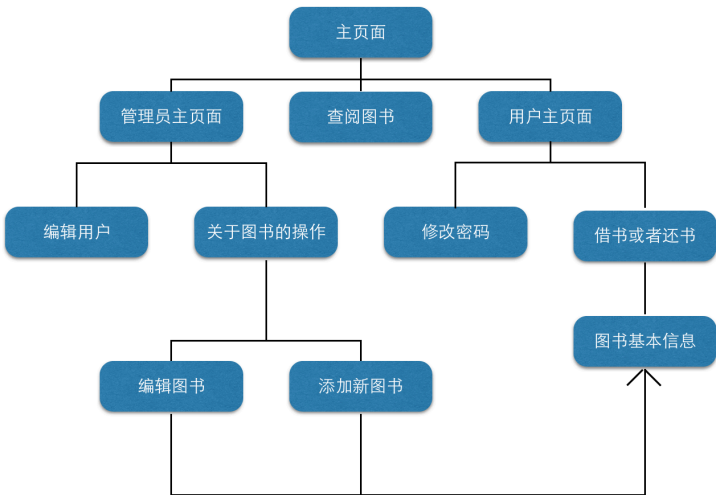 主页面
管理员主页面
查阅图书
用户主页面
编辑用户
关于图书的操作
修改密码
借书或者还书
图书基本信息
编辑图书
添加新图书